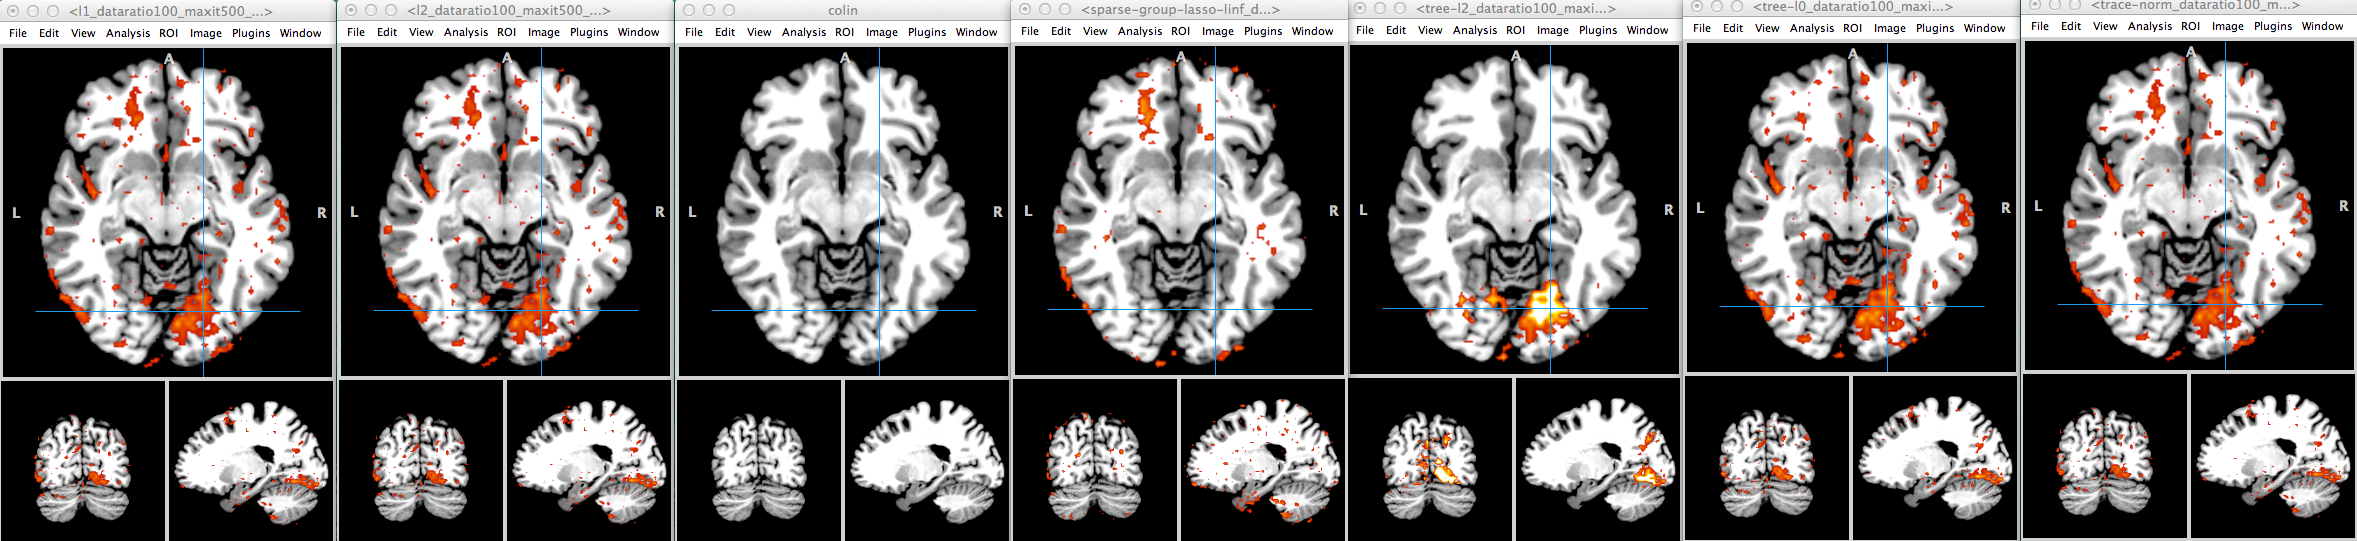 <l1_dataratio100_maxit500_...>
File Edit View Analysis ROI Image Plugins Window
A
L
R
<l2_dataratio100_maxit500_...>
File Edit View Analysis ROI Image Plugins Window
A
L
R
colin
File Edit View Analysis ROI Image Plugins Window
A
L
R
<sparse-group-lasso-linf_d...>
File Edit View Analysis ROI Image Plugins Window
A
L
R
<tree-l2_dataratio100_maxi...>
File Edit View Analysis ROI Image Plugins Window
A
L
R
<tree-l0_dataratio100_maxi...>
File Edit View Analysis ROI Image Plugins Window
A
L
R
<trace-norm_dataratio100_m...>
File Edit View Analysis ROI Image Plugins Window
A
L
R